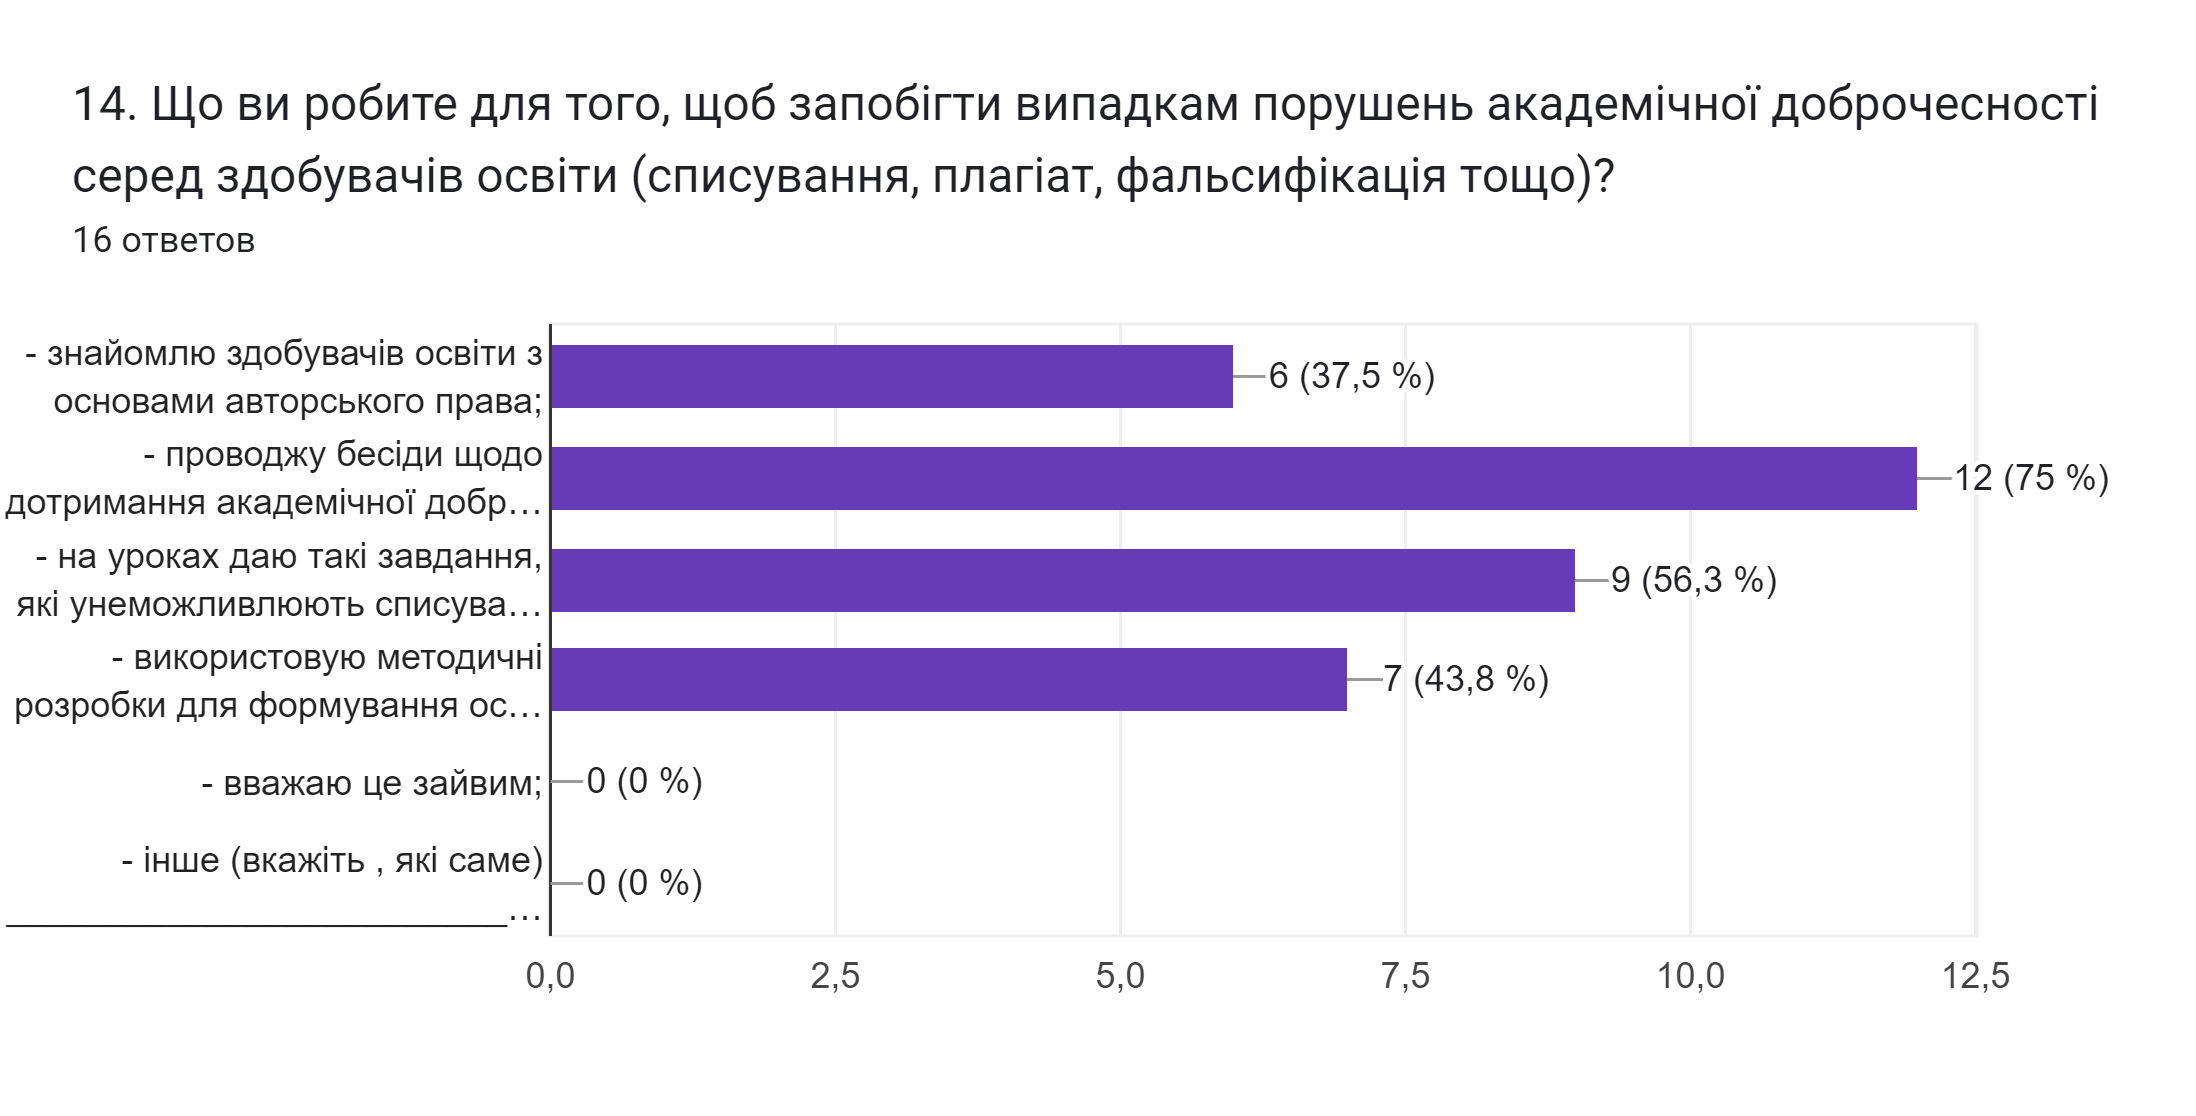 14. Що ви робите для того, щоб запобігти випадкам порушень академічної доброчесності
серед здобувачів освіти (списування, плагіат, фальсифікація тощо)?
16 ответов
- знайомлю здобувачів освіти з
основами авторського права;
6 (37,5 %)
- проводжу бесіди щодо
дотримання академічної добр…
12 (75 %)
- на уроках даю такі завдання,
які унеможливлюють списува…
9 (56,3 %)
- використовую методичні
розробки для формування ос…
7 (43,8 %)
- вважаю це зайвим;
0 (0 %)
- інше (вкажіть , які саме)
_________________________…
0 (0 %)
0,0 2,5 5,0 7,5 10,0 12,5